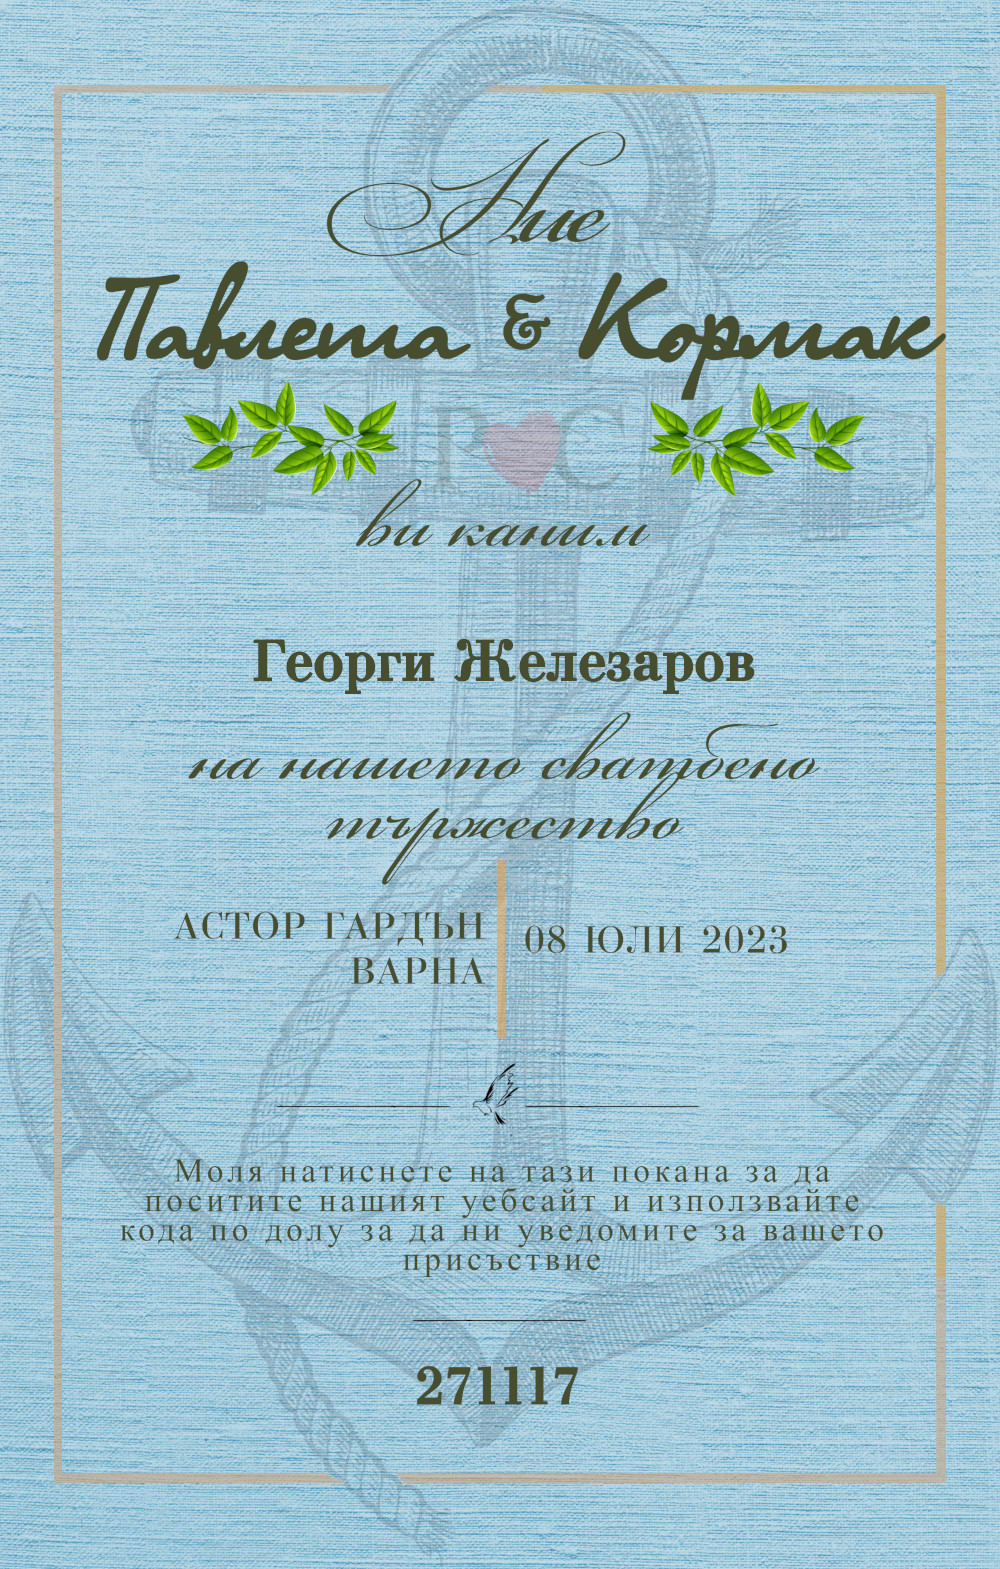 Ние
Павлета & Кормак
P C
ви каним
Георги Железаров
на нашето сватбено
тържество
АСТОР ГАРДЪН
ВАРНА
08 ЮЛИ 2023
Моля натиснете на тази покана за да
поситите нашият уебсайт и използвайте
кода по долу за да ни уведомите за вашето
присъствие
271117